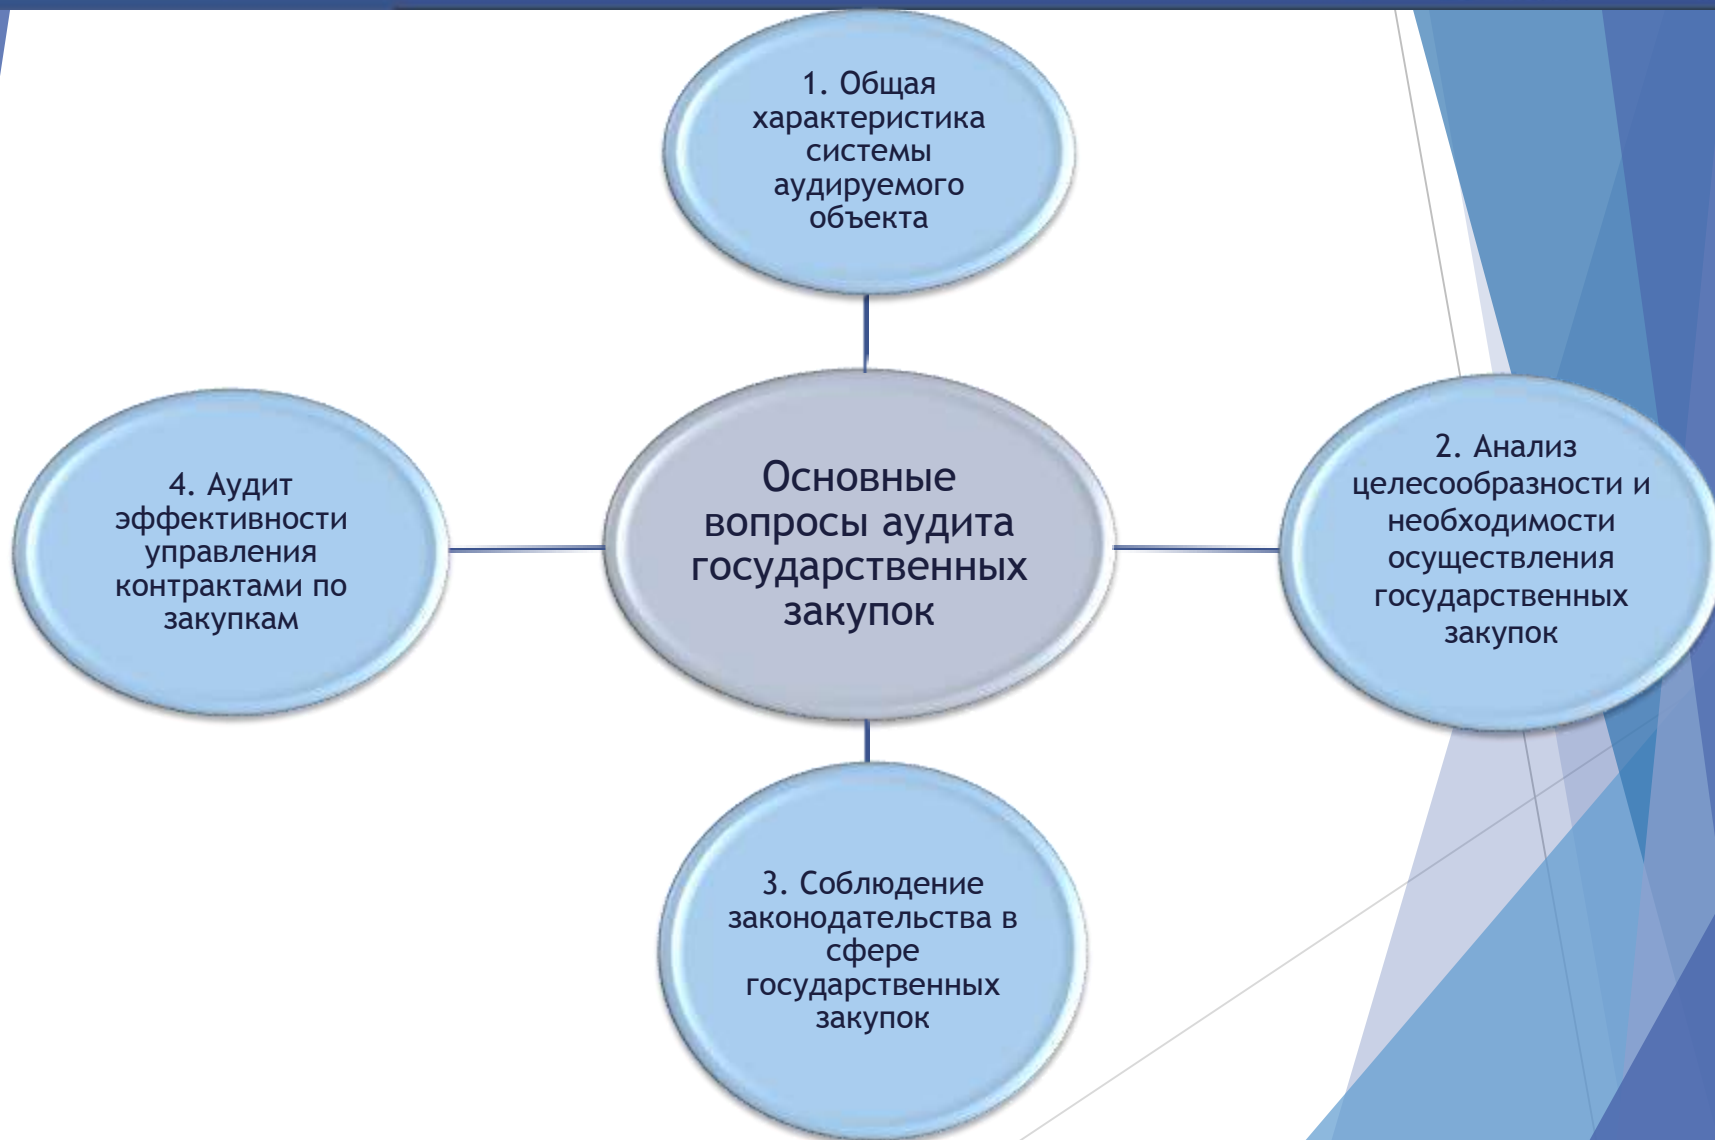 1. Общая
характеристика
системы
аудируемого
объекта
Основные
вопросы аудита
государственных
закупок
2. Анализ
целесообразности и
необходимости
осуществления
государственных
закупок
3. Соблюдение
законодательства в
сфере
государственных
закупок
4. Аудит
эффективности
управления
контрактами по
закупкам